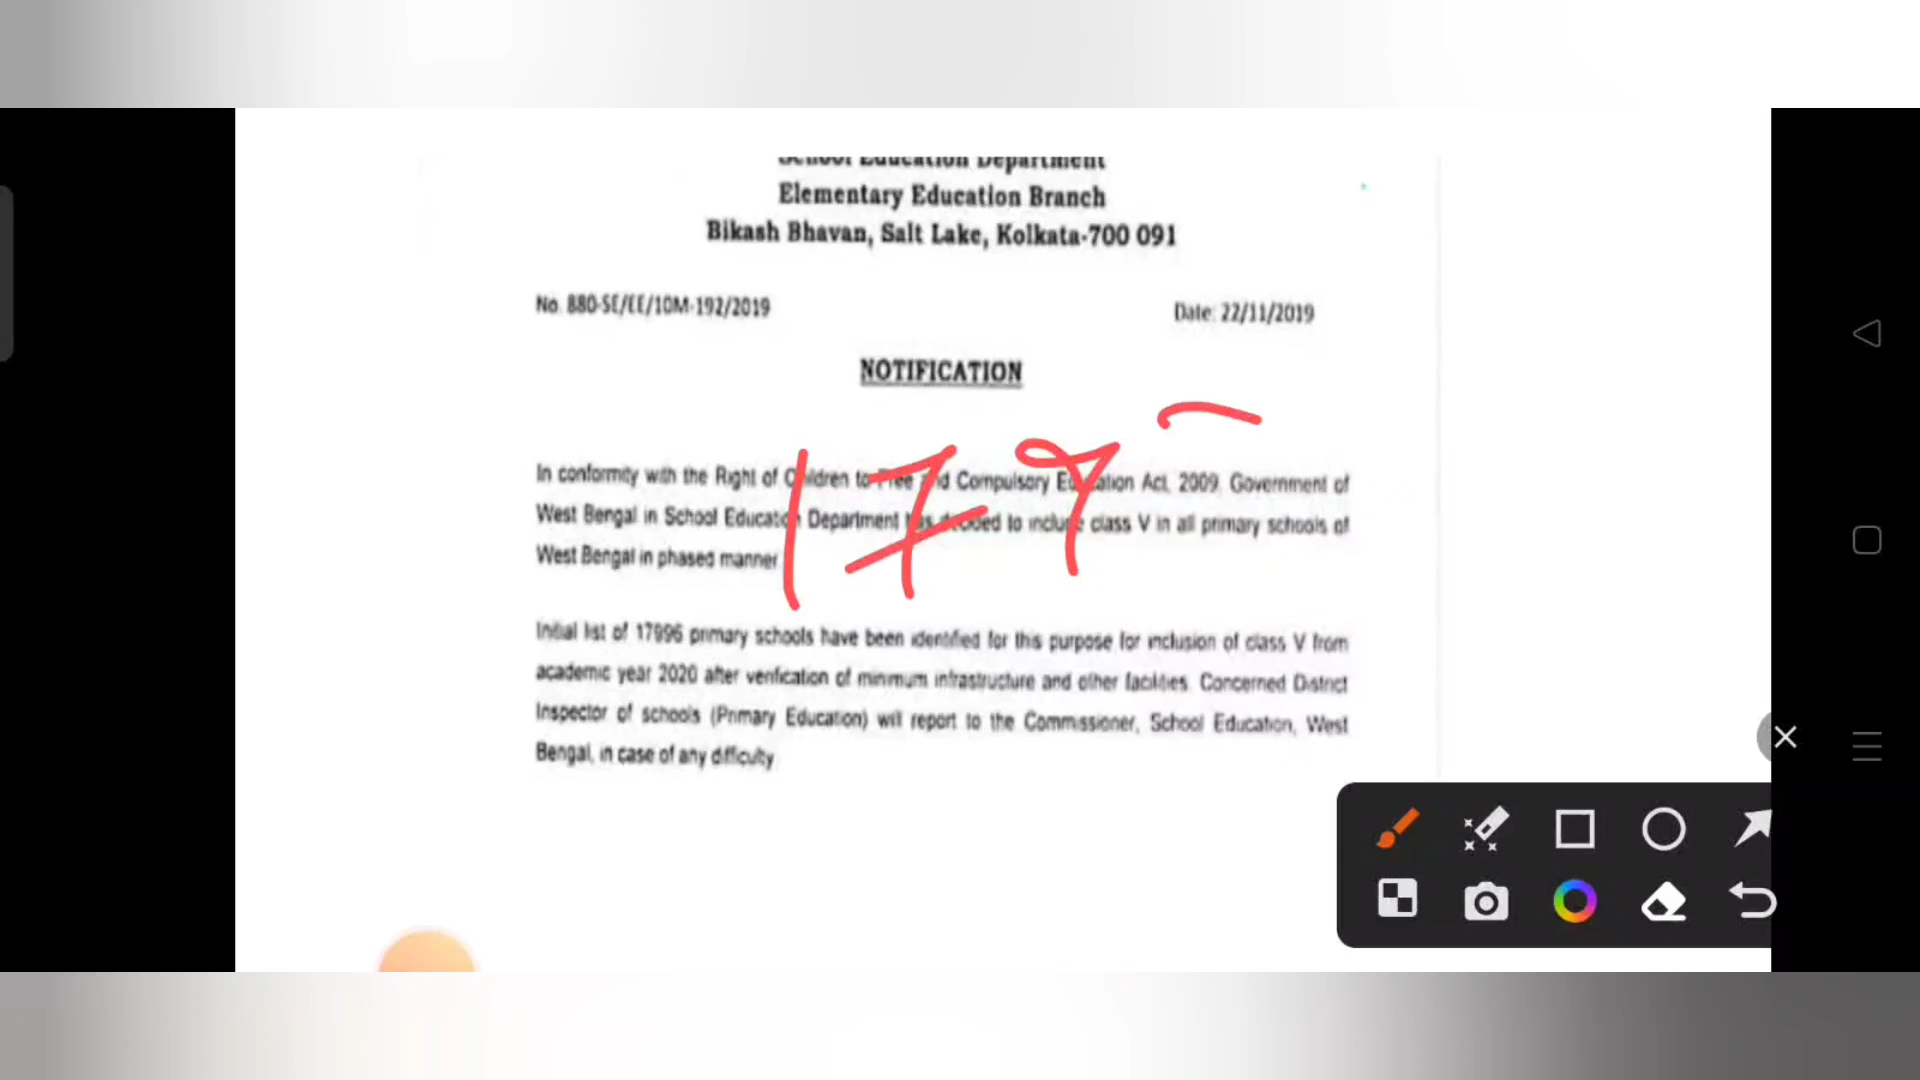 School Education Department
Elementary Education Branch
Bikash Bhavan, Salt Lake, Kolkata-700 091
No. 880-SE/EE/10M-192/2019
Date: 22/11/2019
NOTIFICATION
179
In conformity with the Right of Children to Free and Compulsory Education Act, 2009, Government of
West Bengal in School Education Department has decided to include class V in all primary schools of
West Bengal in phased manner
Initial list of 17996 primary schools have been identified for this purpose for inclusion of class V from
academic year 2020 after verification of minimum infrastructure and other facilities. Concerned District
Inspector of schools (Primary Education) will report to the Commissioner, School Education, West
Bengal, in case of any difficulty